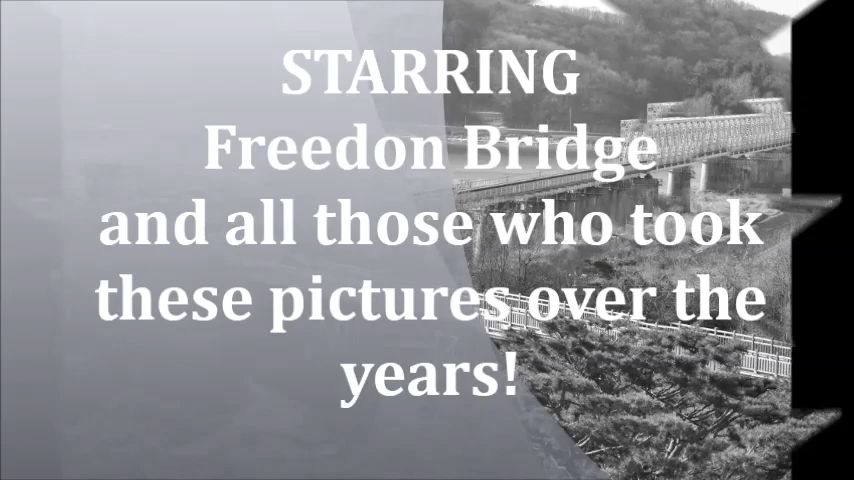 STARRING
Freedon Bridge
and all those who took
these pictures over the
years!